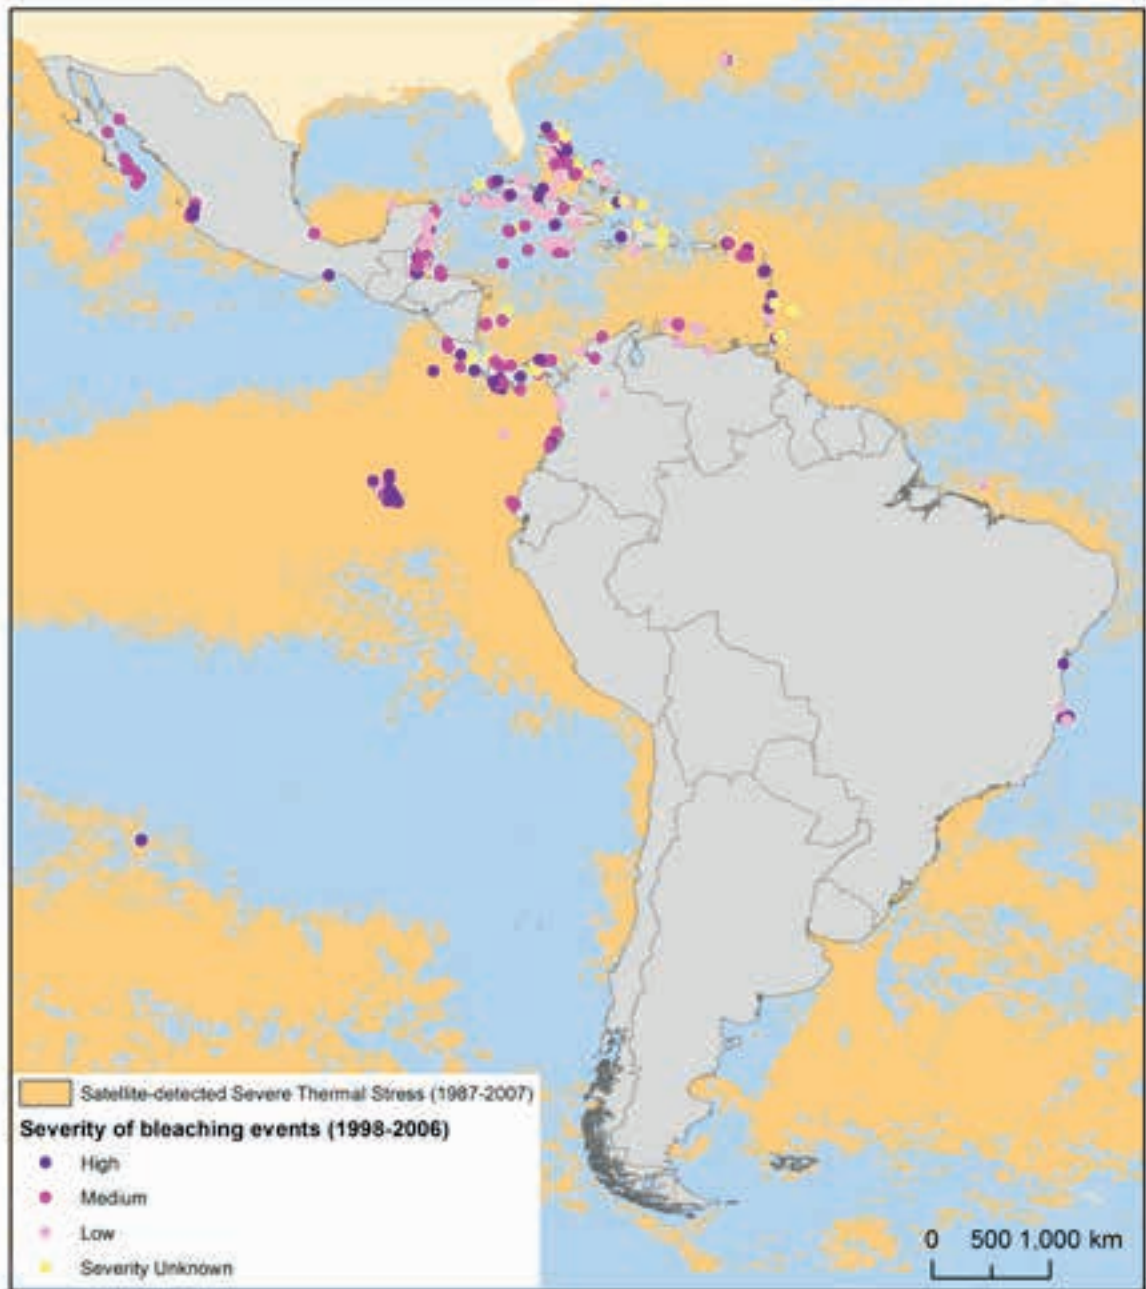 0 500 1,000 km
Satellite-detected Severe Thermal Stress (1987-2007)
Severity of bleaching events (1998-2006)
High
Medium
Low
Severity Unknown